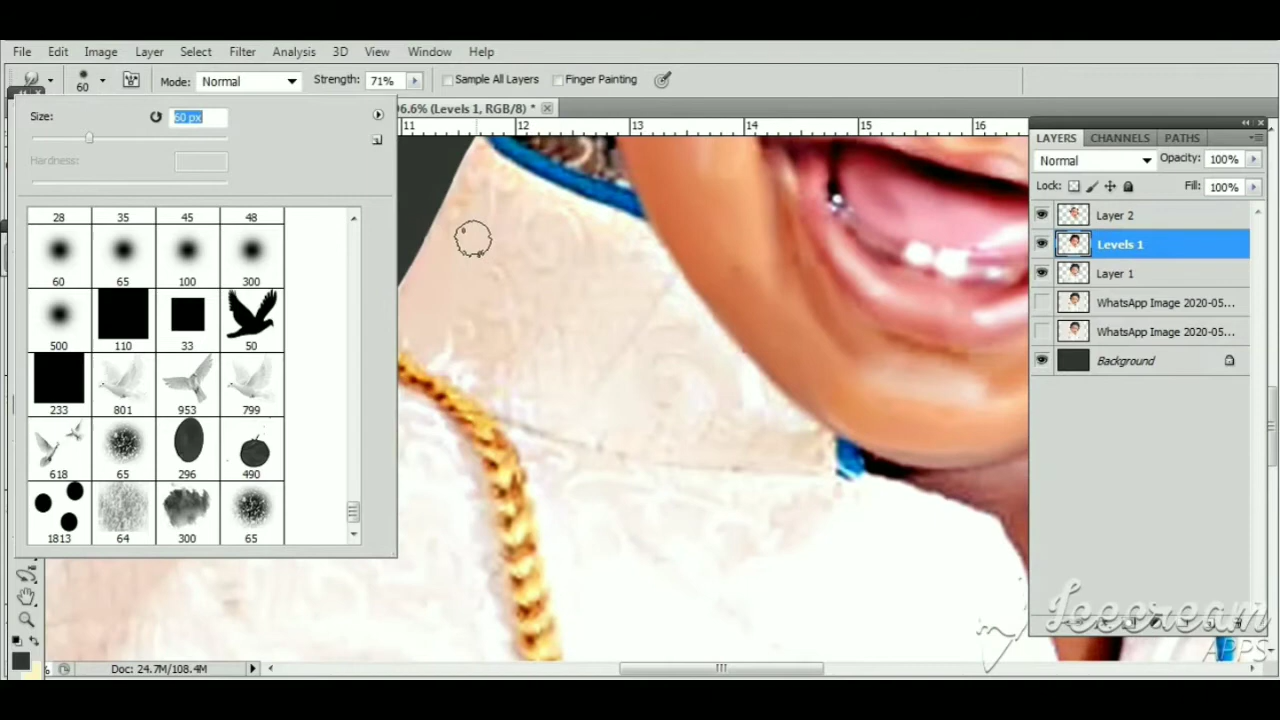 File Edit Image Layer Select Filter Analysis 3D View Window Help
60 Mode: Normal Strength: 71% Sample All Layers Finger Painting
Size: 60 px
Hardness:
28 35 45 48
60 65 100 300
500 110 33 50
233 801 953 799
618 65 296 490
1813 64 300 65
6.6% (Levels 1, RGB/8) *
11 12 13 14 15 16
LAYERS CHANNELS PATHS
Normal Opacity: 100%
Lock: Fill: 100%
Layer 2
Levels 1
Layer 1
WhatsApp Image 2020-05...
WhatsApp Image 2020-05...
Background
Doc: 24.7M/108.4M
Icecream
APPS